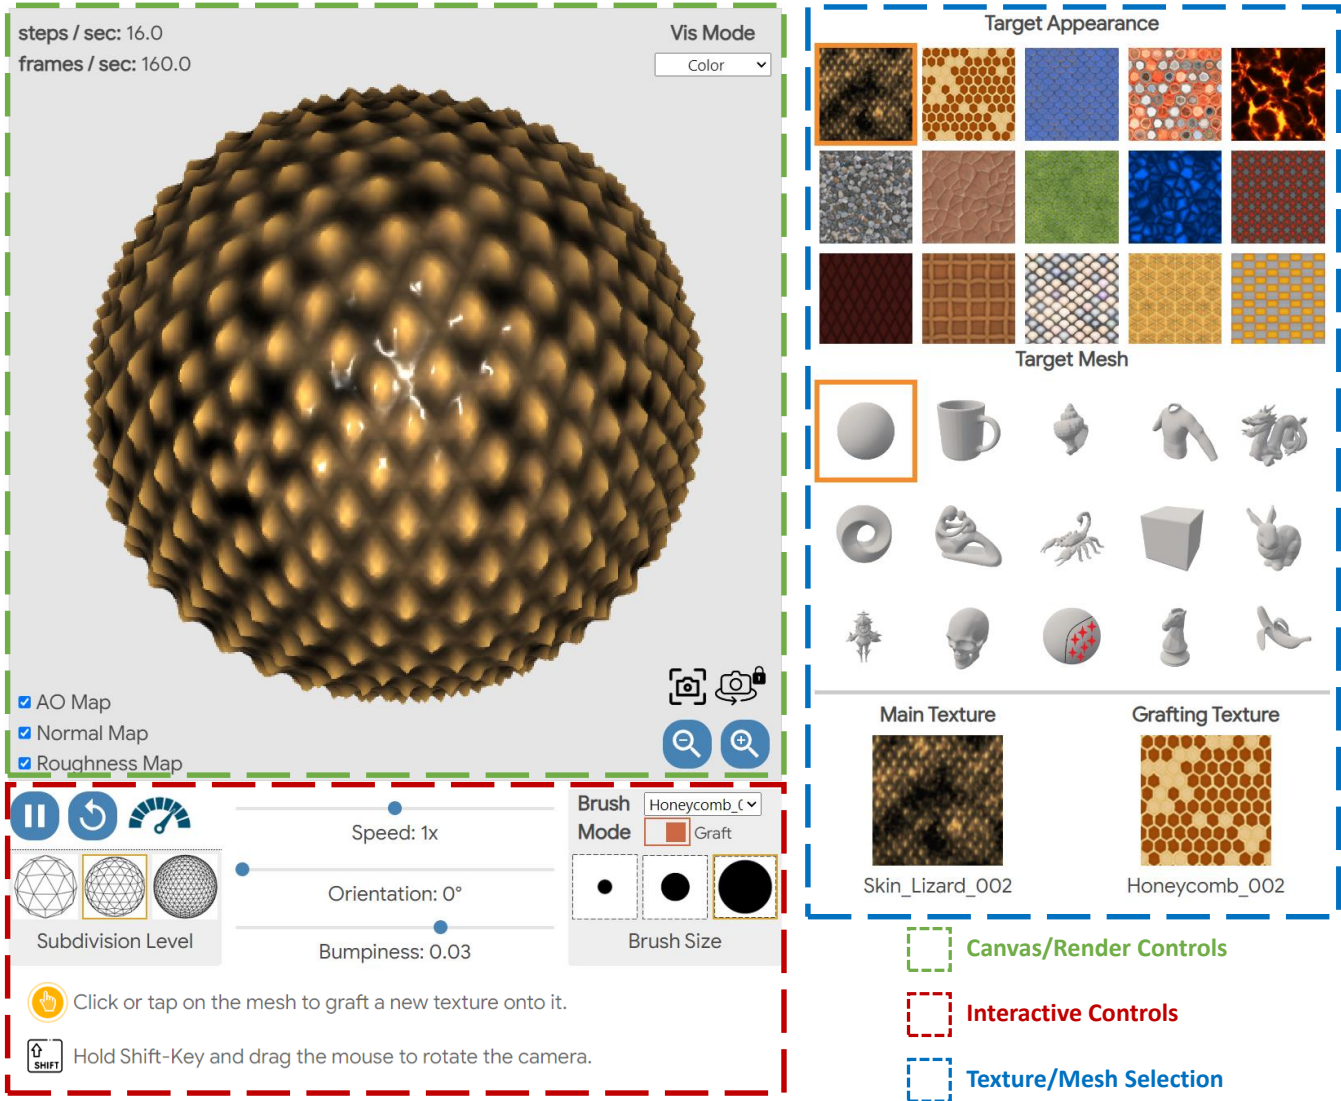 steps / sec: 16.0
frames / sec: 160.0
Vis Mode
Color
AO Map
Normal Map
Roughness Map
Speed: 1x
Orientation: 0°
Bumpiness: 0.03
Subdivision Level
Brush
Honeycomb_(
Mode
Graft
Brush Size
Click or tap on the mesh to graft a new texture onto it.
SHIFT
Hold Shift-Key and drag the mouse to rotate the camera.
Target Appearance
Target Mesh
Main Texture
Grafting Texture
Skin_Lizard_002
Honeycomb_002
Canvas/Render Controls
Interactive Controls
Texture/Mesh Selection